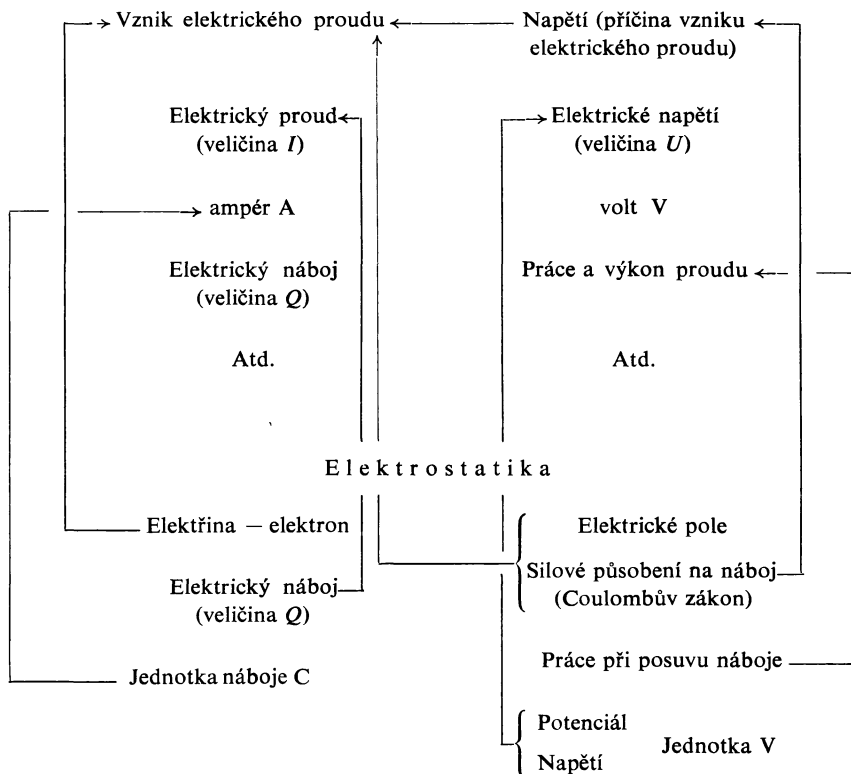 Vznik elektrického proudu
Napětí (příčina vzniku
elektrického proudu)
Elektrický proud
(veličina I)
Elektrické napětí
(veličina U)
ampér A
volt V
Elektrický náboj
(veličina Q)
Práce a výkon proudu
Atd.
Atd.
Elektrostatika
Elektřina – elektron
Elektrické pole
Elektrický náboj
(veličina Q)
Silové působení na náboj
(Coulombův zákon)
Jednotka náboje C
Práce při posuvu náboje
Potenciál
Napětí
Jednotka V